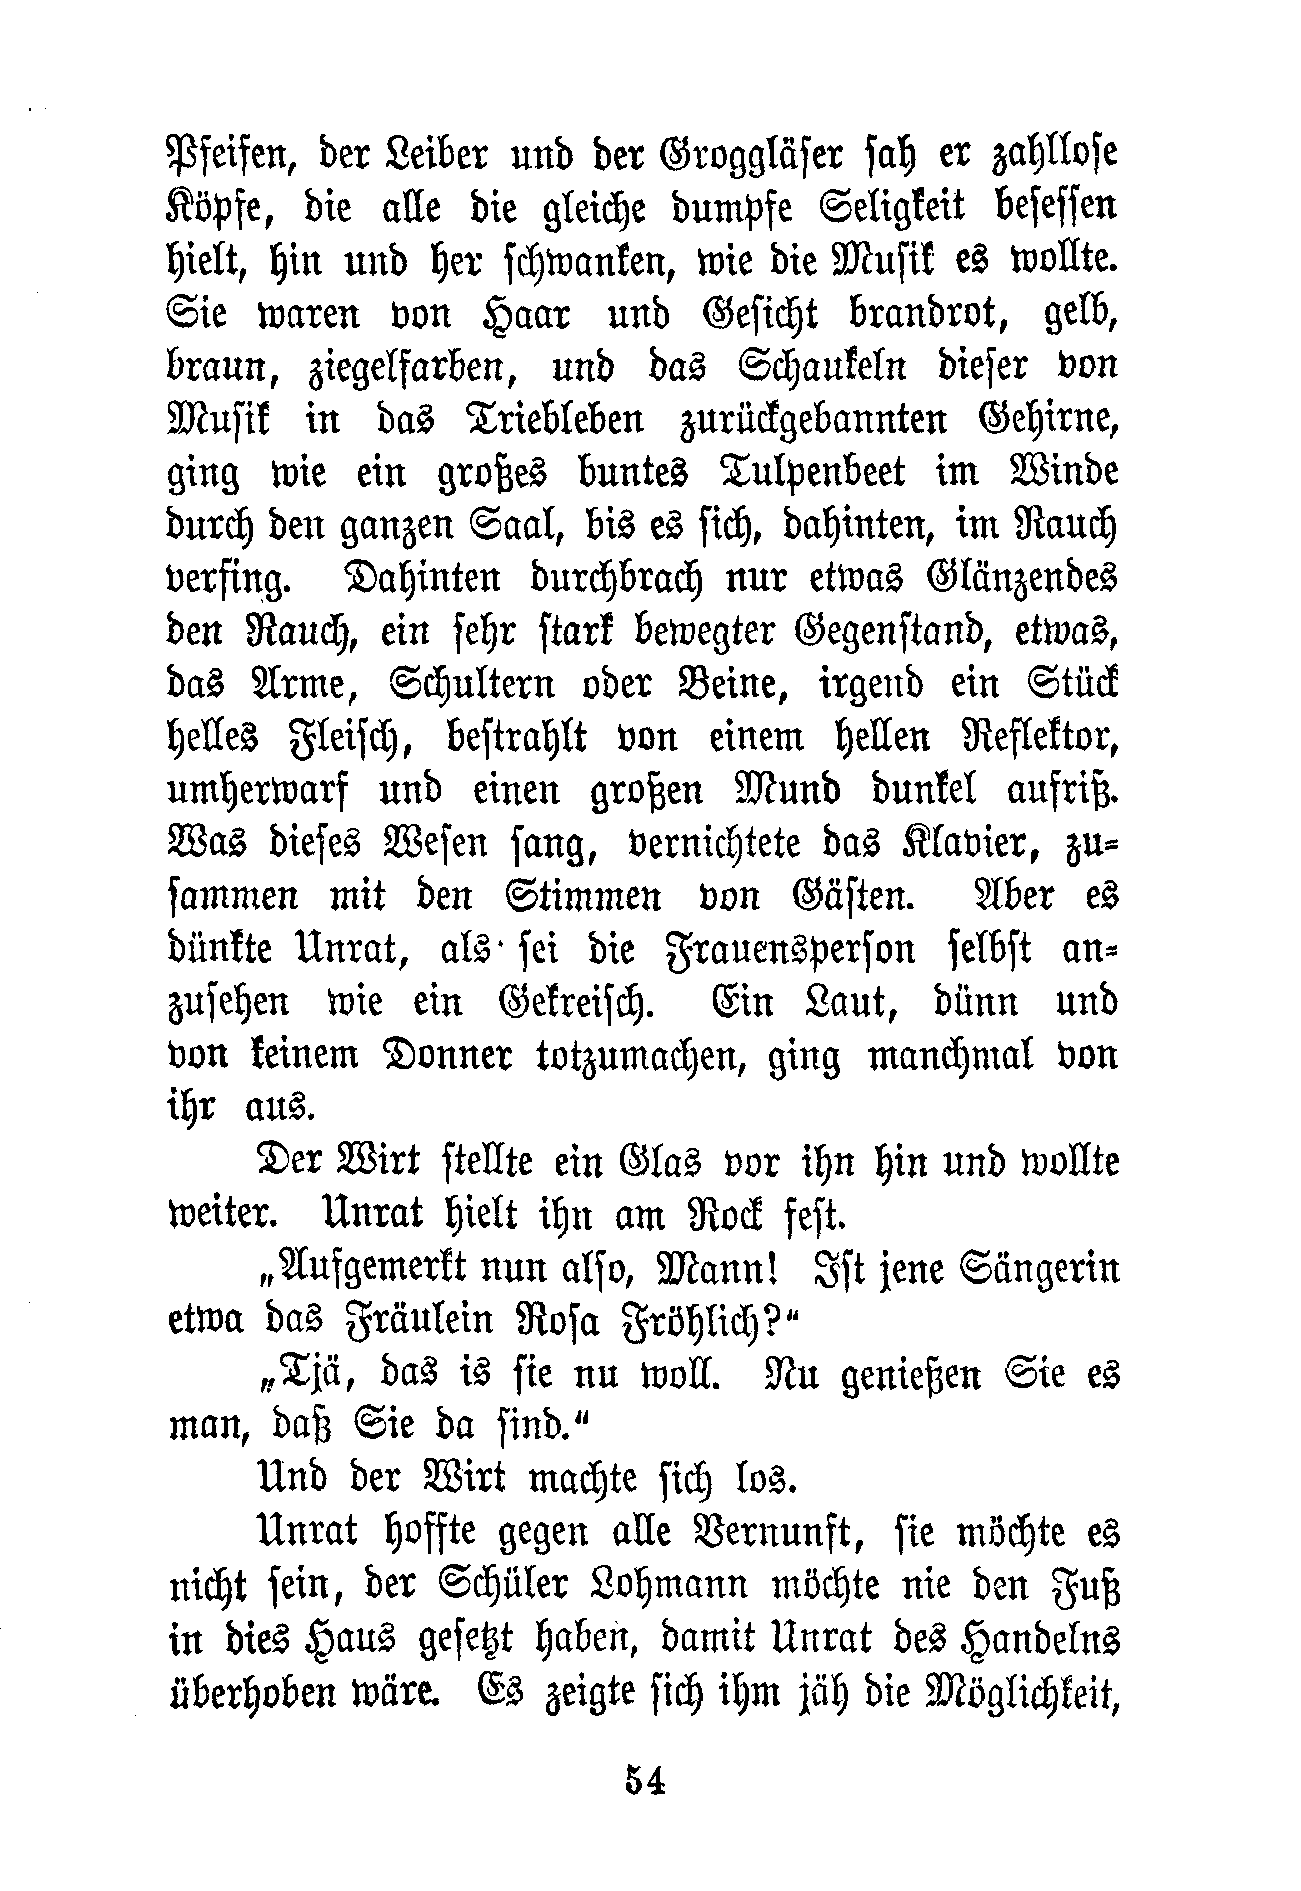 Pfeifen, der Leiber und der Groggläser sah er zahllose
Köpfe, die alle die gleiche dumpfe Seligkeit besessen
hielt, hin und her schwanken, wie die Musik es wollte.
Sie waren von Haar und Gesicht brandrot, gelb,
braun, ziegelfarben, und das Schaukeln dieser von
Musik in das Triebleben zurückgebannten Gehirne,
ging wie ein großes buntes Tulpenbeet im Winde
durch den ganzen Saal, bis es sich, dahinten, im Rauch
verfing. Dahinten durchbrach nur etwas Glänzendes
den Rauch, ein sehr stark bewegter Gegenstand, etwas,
das Arme, Schultern oder Beine, irgend ein Stück
helles Fleisch, bestrahlt von einem hellen Reflektor,
umherwarf und einen großen Mund dunkel aufriß.
Was dieses Wesen sang, vernichtete das Klavier, zu=
sammen mit den Stimmen von Gästen. Aber es
dünkte Unrat, als sei die Frauensperson selbst an=
zusehen wie ein Gekreisch. Ein Laut, dünn und
von keinem Donner totzumachen, ging manchmal von
ihr aus.
Der Wirt stellte ein Glas vor ihn hin und wollte
weiter. Unrat hielt ihn am Rock fest.
„Aufgemerkt nun also, Mann! Ist jene Sängerin
etwa das Fräulein Rosa Fröhlich?“
„Tjä, das is sie nu woll. Nu genießen Sie es
man, daß Sie da sind.“
Und der Wirt machte sich los.
Unrat hoffte gegen alle Vernunft, sie möchte es
nicht sein, der Schüler Lohmann möchte nie den Fuß
in dies Haus gesetzt haben, damit Unrat des Handelns
überhoben wäre. Es zeigte sich ihm jäh die Möglichkeit,
54